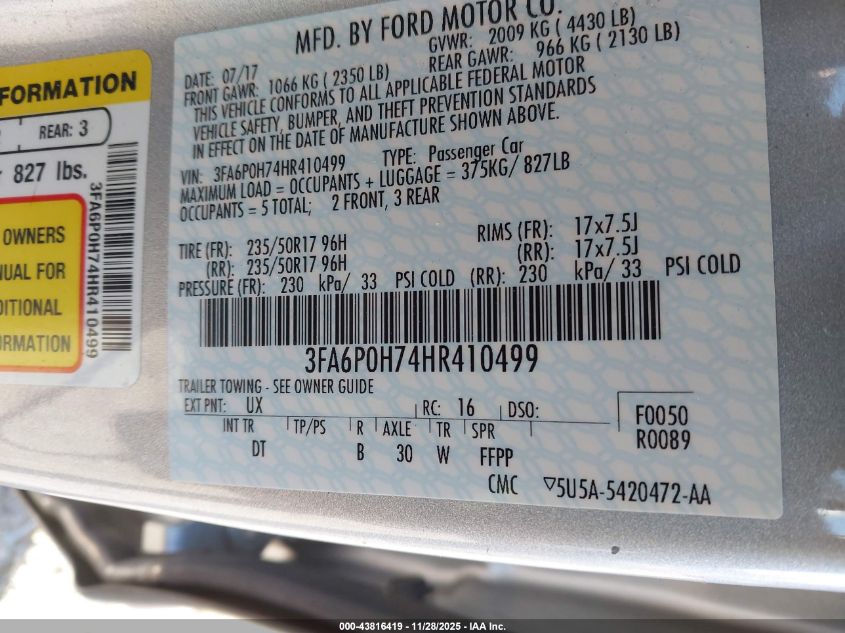 MFD. BY FORD MOTOR CO.
DATE: 07/17 GVWR: 2009 KG ( 4430 LB)
FRONT GAWR: 1066 KG ( 2350 LB) REAR GAWR: 966 KG ( 2130 LB)
THIS VEHICLE CONFORMS TO ALL APPLICABLE FEDERAL MOTOR
VEHICLE SAFETY, BUMPER, AND THEFT PREVENTION STANDARDS
IN EFFECT ON THE DATE OF MANUFACTURE SHOWN ABOVE.
VIN: 3FA6P0H74HR410499 TYPE: Passenger Car
MAXIMUM LOAD = OCCUPANTS + LUGGAGE = 375KG/ 827LB
OCCUPANTS = 5 TOTAL; 2 FRONT, 3 REAR
TIRE (FR): 235/50R17 96H RIMS (FR): 17x7.5J
(RR): 235/50R17 96H (RR): 17x7.5J
PRESSURE (FR): 230 kPa/ 33 PSI COLD (RR): 230 kPa/ 33 PSI COLD
3FA6P0H74HR410499
TRAILER TOWING - SEE OWNER GUIDE
EXT PNT: UX RC: 16 DSO:
F0050
R0089
INT TR TP/PS R AXLE TR SPR
DT B 30 W FFPP
CMC ▽5U5A-5420472-AA
FORMATION
REAR: 3
827 lbs.
OWNERS
NUAL FOR
DITIONAL
ORMATION
3FA6P0H74HR410499
000-43816419 - 11/28/2025 - IAA Inc.